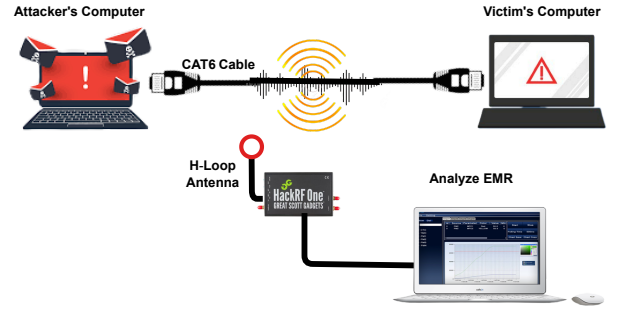 Attacker's Computer
Victim's Computer
CAT6 Cable
H-Loop
Antenna
HackRF One
GREAT SCOTT GADGETS
Analyze EMR